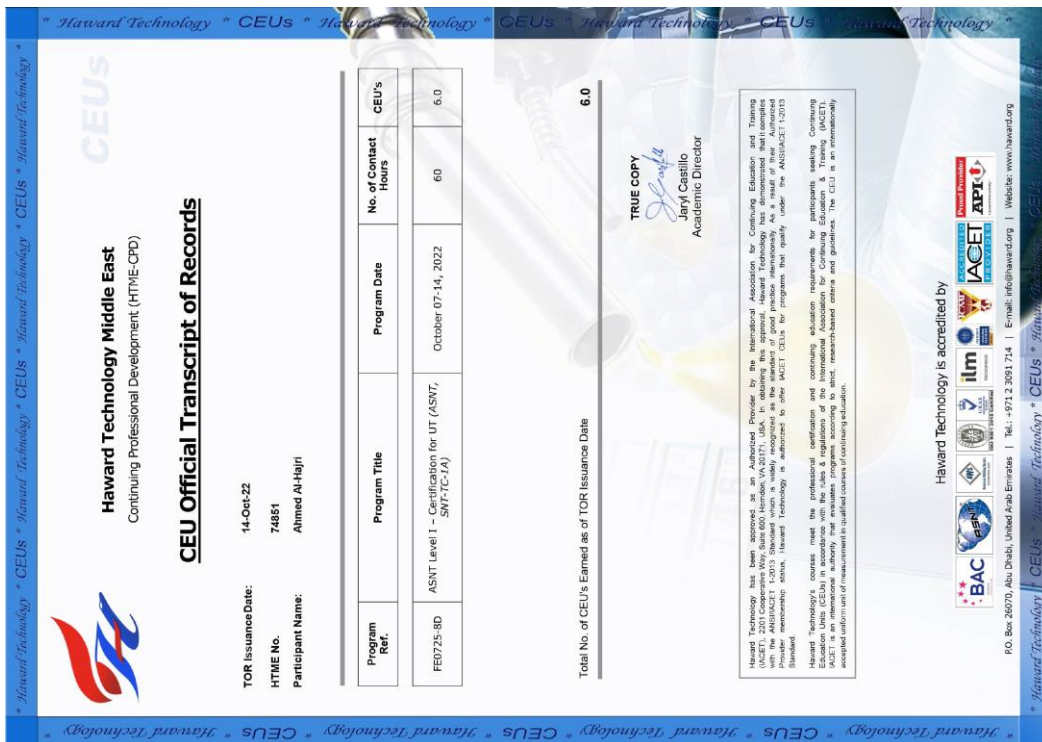 * Haward Technology * CEUs * Haward Technology * CEUs * Haward Technology * CEUs * Haward Technology *
CEUs
Haward Technology Middle East
Continuing Professional Development (HTME-CPD)
CEU Official Transcript of Records
TOR Issuance Date: 14-Oct-22
HTME No. 74851
Participant Name: Ahmed Al-Hajri
Program Ref. Program Title Program Date No. of Contact Hours CEU's
FE0725-8D ASNT Level I – Certification for UT (ASNT, SNT-TC-1A) October 07-14, 2022 60 6.0
Total No. of CEU's Earned as of TOR Issuance Date 6.0
TRUE COPY
Jaryl Castillo
Academic Director
Haward Technology has been approved as an Authorized Provider by the International Association for Continuing Education and Training
(IACET), 2201 Cooperative Way, Suite 600, Herndon, VA 20171, USA. In obtaining this approval, Haward Technology has demonstrated that it complies
with the ANSI/IACET 1-2013 Standard which is widely recognized as the standard of good practice internationally. As a result of their Authorized
Provider membership status, Haward Technology is authorized to offer IACET CEUs for programs that qualify under the ANSI/IACET 1-2013
Standard.
Haward Technology's courses meet the professional certification and continuing education requirements for participants seeking Continuing
Education Units (CEUs) in accordance with the rules & regulations of the International Association for Continuing Education & Training (IACET).
IACET is an international authority that evaluates programs according to strict, research-based criteria and guidelines. The CEU is an internationally
accepted uniform unit of measurement in qualified courses of continuing education.
Haward Technology is accredited by
BAC
ASNT
ilm
ACCREDITED
IACET
PROVIDER
Proud Provider
API-U
P.O. Box 26070, Abu Dhabi, United Arab Emirates | Tel.: +971 2 3091 714 | E-mail: info@haward.org | Website: www.haward.org